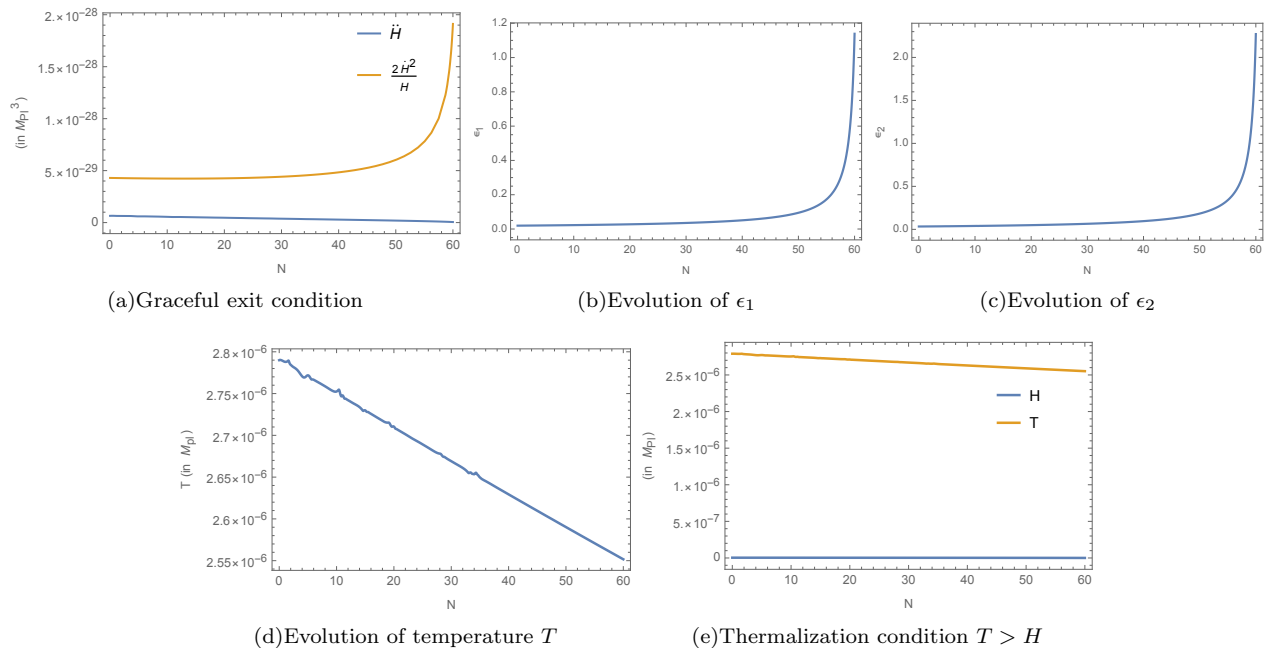 2.×10⁻²⁸
1.5×10⁻²⁸
1.×10⁻²⁸
5.×10⁻²⁹
0
(in M_Pl³)
Ḧ
2Ḣ²/H
0 10 20 30 40 50 60
N
(a)Graceful exit condition
1.2
1.0
0.8
0.6
0.4
0.2
0.0
ϵ₁
0 10 20 30 40 50 60
N
(b)Evolution of ϵ₁
2.0
1.5
1.0
0.5
0.0
ϵ₂
0 10 20 30 40 50 60
N
(c)Evolution of ϵ₂
2.8×10⁻⁶
2.75×10⁻⁶
2.7×10⁻⁶
2.65×10⁻⁶
2.6×10⁻⁶
2.55×10⁻⁶
T (in M_pl)
0 10 20 30 40 50 60
N
(d)Evolution of temperature T
2.5×10⁻⁶
2.×10⁻⁶
1.5×10⁻⁶
1.×10⁻⁶
5.×10⁻⁷
0
(in M_Pl)
H
T
0 10 20 30 40 50 60
N
(e)Thermalization condition T > H